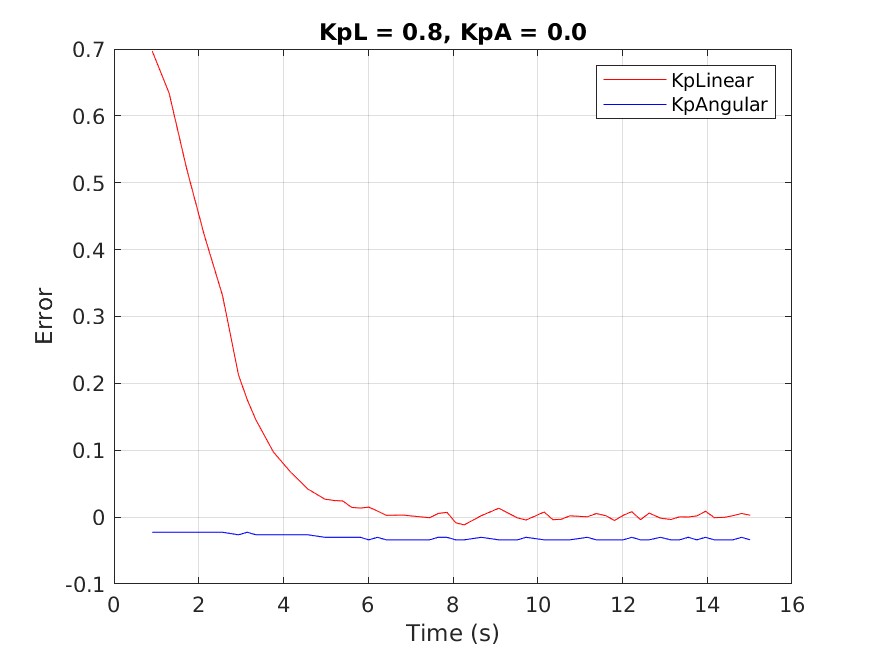 KpL = 0.8, KpA = 0.0
0.7
0.6
0.5
0.4
0.3
0.2
0.1
0
-0.1
Error
KpLinear
KpAngular
0 2 4 6 8 10 12 14 16
Time (s)